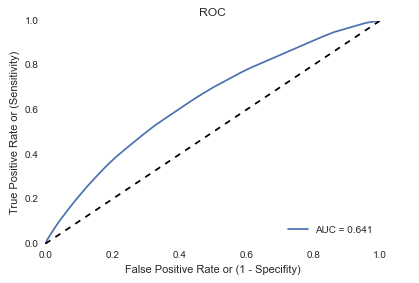 ROC
True Positive Rate or (Sensitivity)
1.0
0.8
0.6
0.4
0.2
0.0
AUC = 0.641
0.0 0.2 0.4 0.6 0.8 1.0
False Positive Rate or (1 - Specifity)